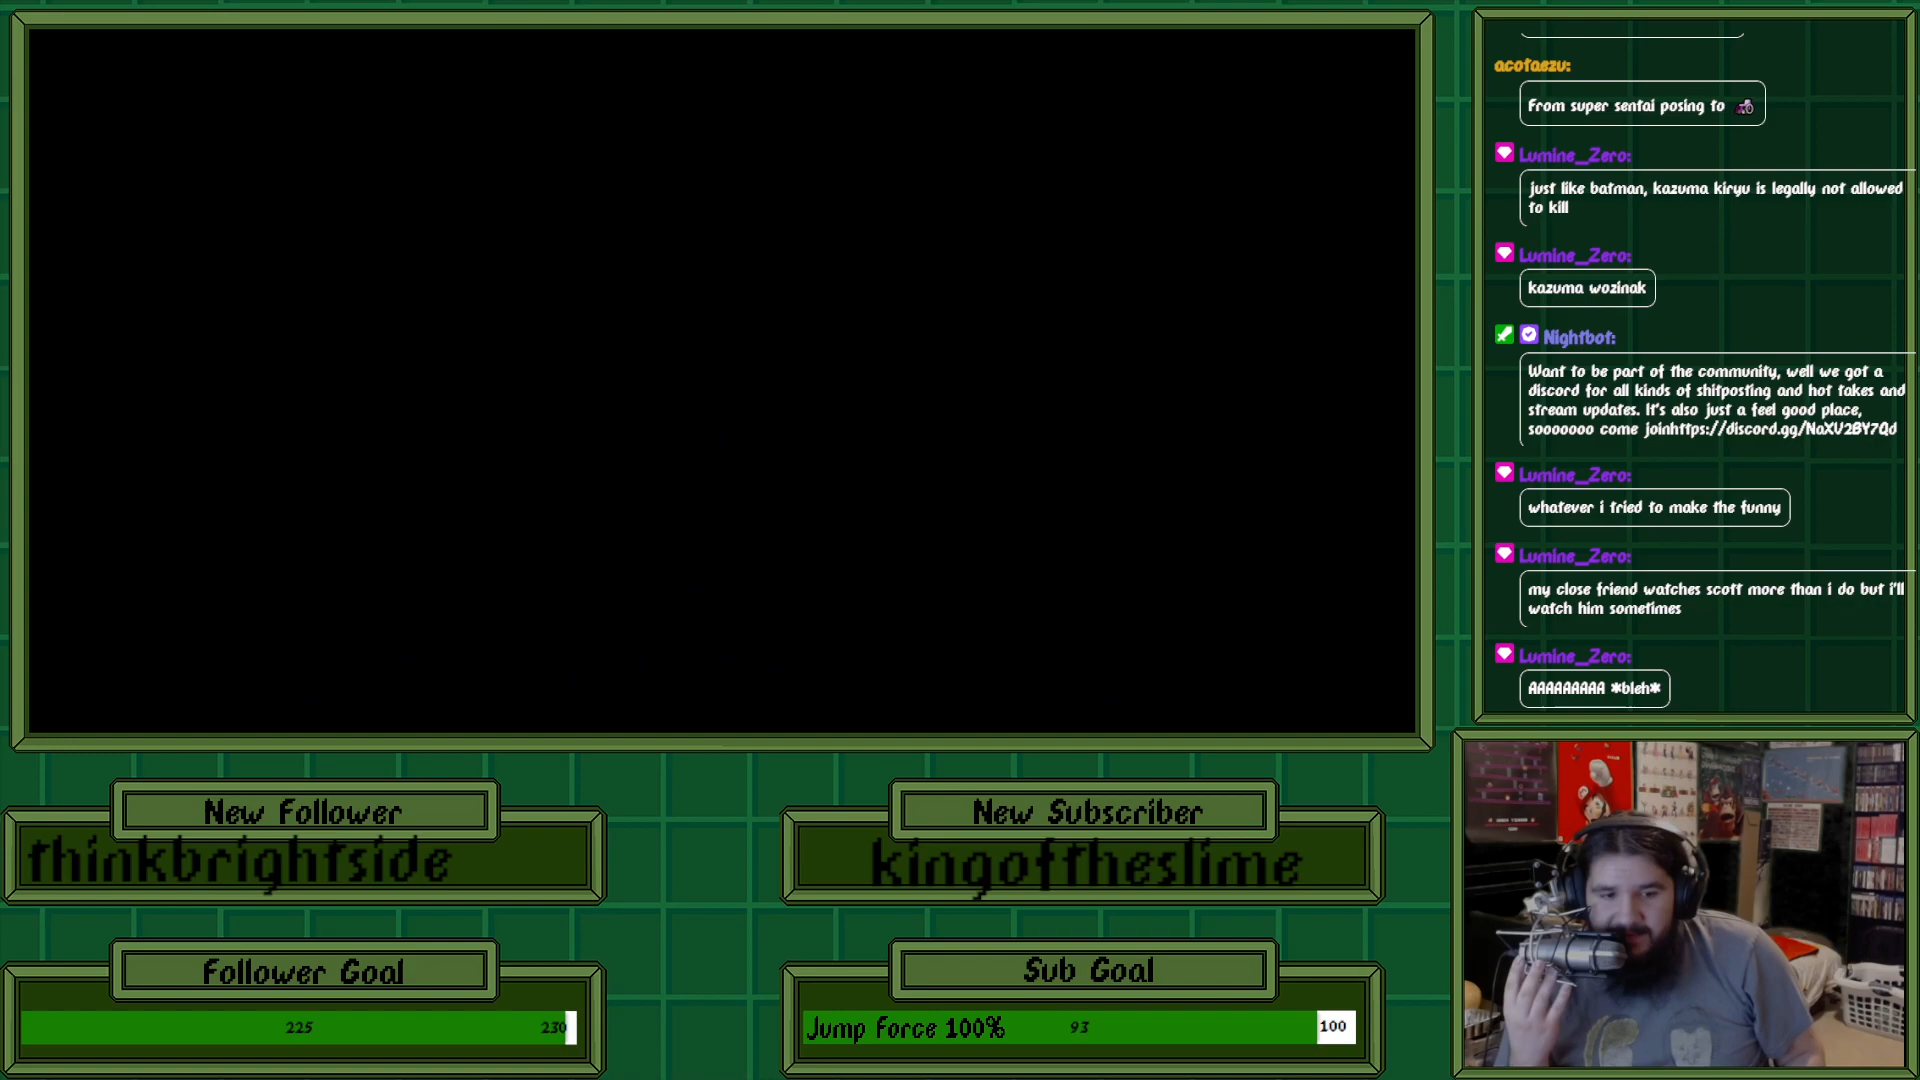 acotaezu:
From super sentai posing to
Lumine_Zero:
just like batman, kazuma kiryu is legally not allowed
to kill
Lumine_Zero:
kazuma wozinak
Nightbot:
Want to be part of the community, well we got a
discord for all kinds of shitposting and hot takes and
stream updates. It's also just a feel good place,
sooooooo come joinhttps://discord.gg/NaXV2BY7Qd
Lumine_Zero:
whatever i tried to make the funny
Lumine_Zero:
my close friend watches scott more than i do but i'll
watch him sometimes
Lumine_Zero:
AAAAAAAAA *bleh*
New Follower
thinkbrightside
New Subscriber
kingoftheslime
Follower Goal
225 230
Sub Goal
Jump Force 100% 93 100